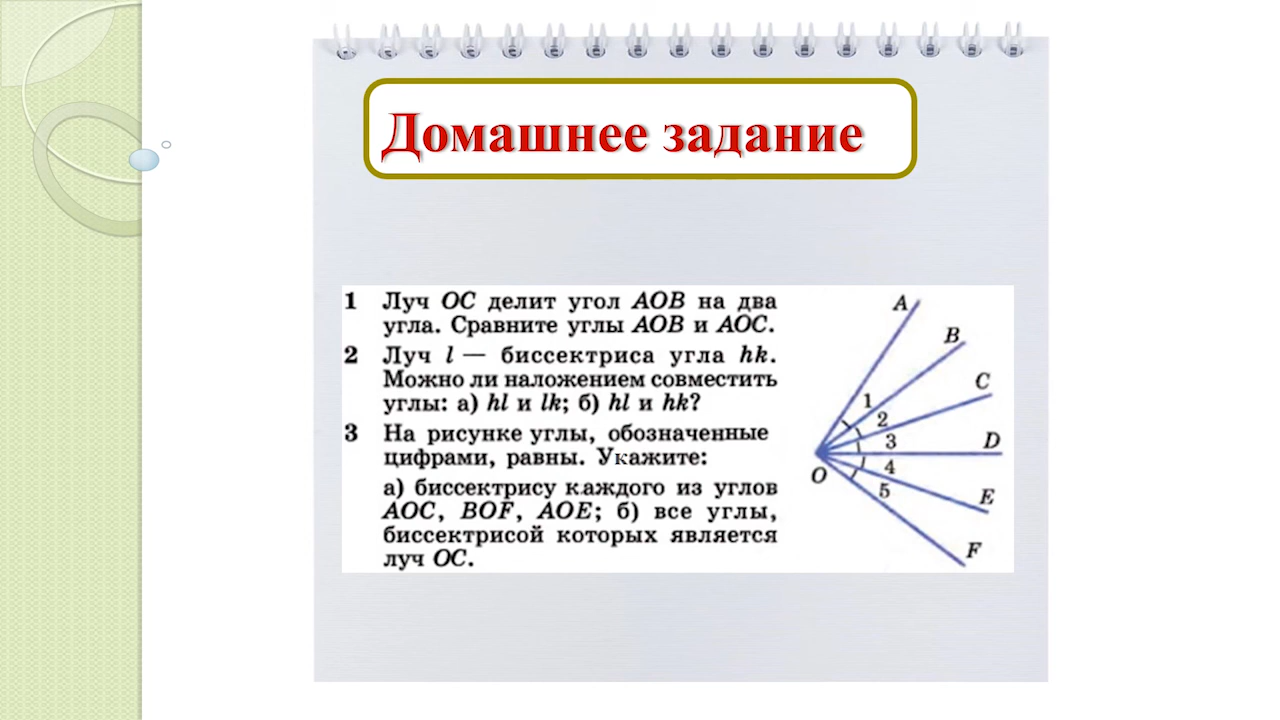 Домашнее задание
1 Луч OC делит угол AOB на два
угла. Сравните углы AOB и AOC.
2 Луч l — биссектриса угла hk.
Можно ли наложением совместить
углы: а) hl и lk; б) hl и hk?
3 На рисунке углы, обозначенные
цифрами, равны. Укажите:
а) биссектрису каждого из углов
AOC, BOF, AOE; б) все углы,
биссектрисой которых является
луч OC.
A
B
C
1
2
3
D
O
4
5
E
F